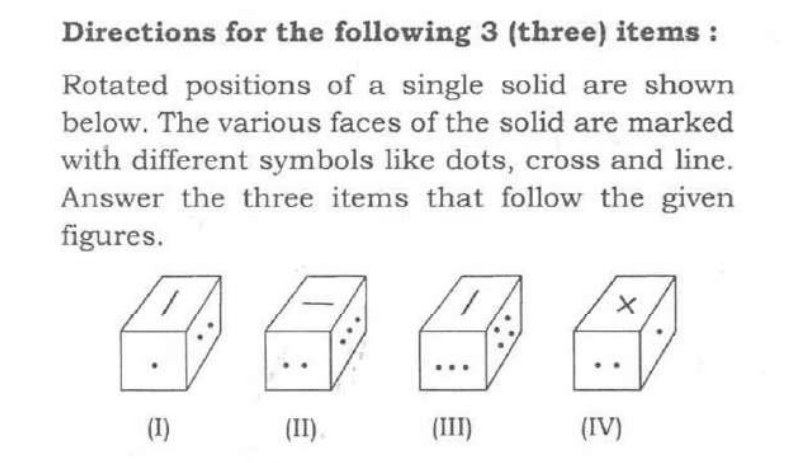 Directions for the following 3 (three) items :
Rotated positions of a single solid are shown
below. The various faces of the solid are marked
with different symbols like dots, cross and line.
Answer the three items that follow the given
figures.
(I) (II) (III) (IV)